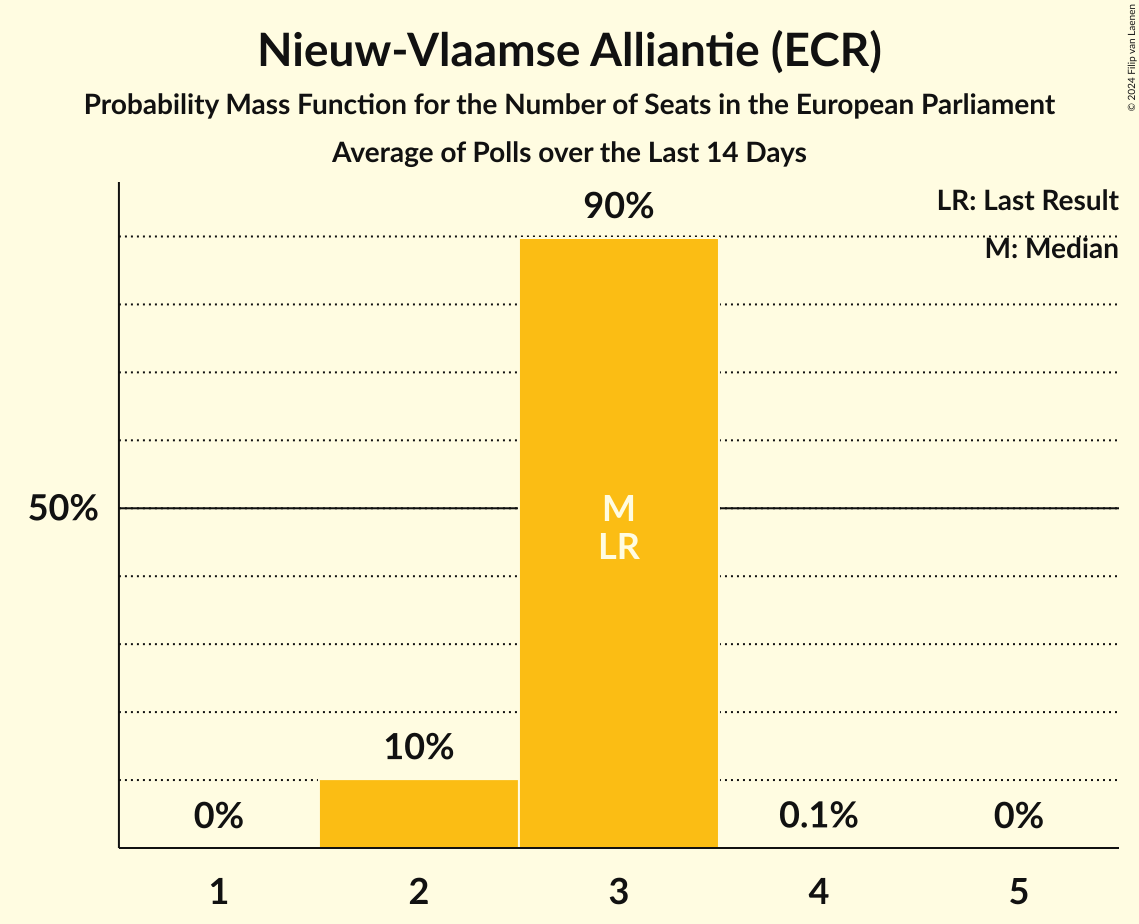 Nieuw-Vlaamse Alliantie (ECR)
Probability Mass Function for the Number of Seats in the European Parliament
Average of Polls over the Last 14 Days
© 2024 Filip van Laenen
LR: Last Result
M: Median
90%
50%
M
LR
10%
0%
0.1%
0%
1
2
3
4
5